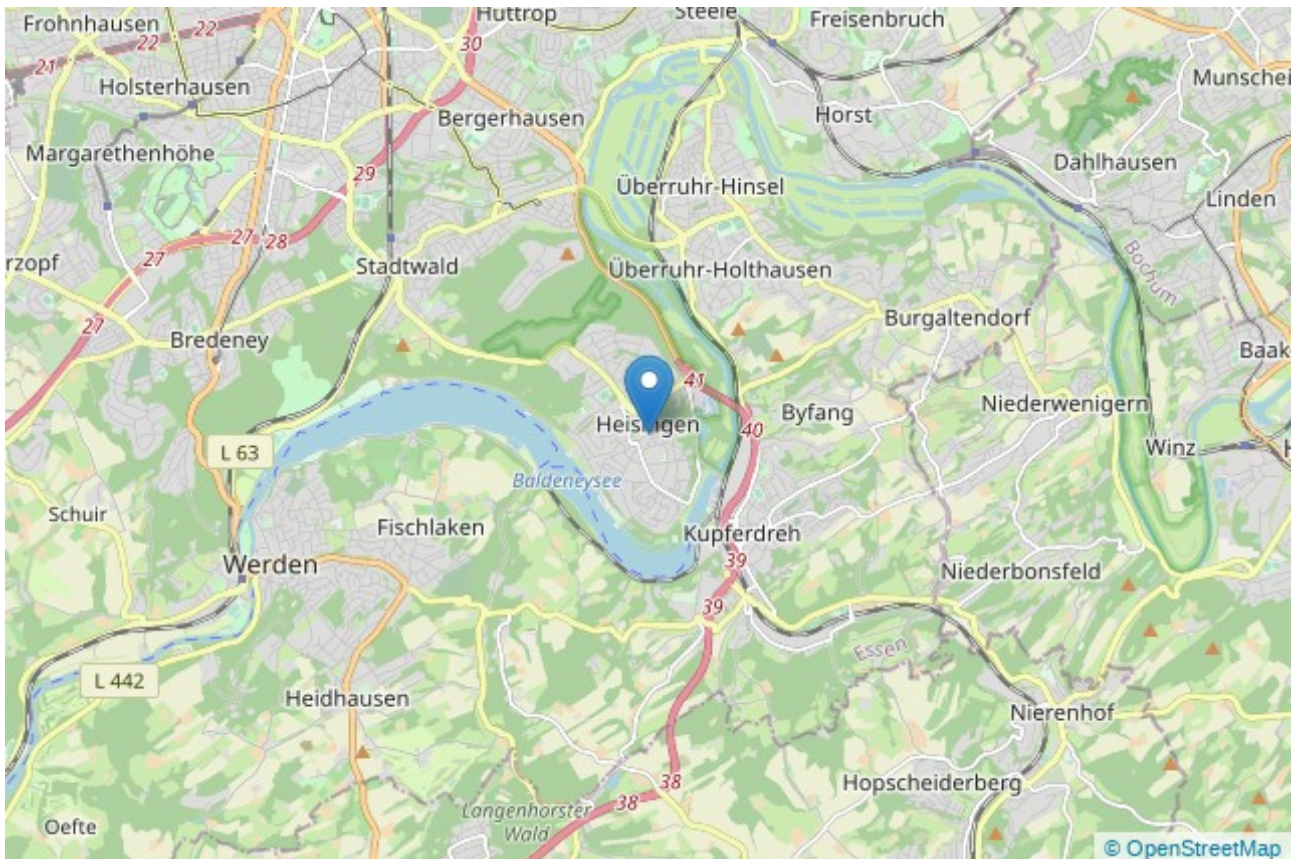 Frohnhausen
22
22
21
Holsterhausen
Margarethenhöhe
Huttrop
30
Steele
Freisenbruch
Bergerhausen
Horst
Munschei
Dahlhausen
29
Überruhr-Hinsel
Linden
27
27
28
rzopf
Stadtwald
Überruhr-Holthausen
Bochum
27
Bredeney
Burgaltendorf
Baak
41
Heisingen
Byfang
Niederwenigern
40
L 63
Winz
H
Baldeneysee
Schuir
Fischlaken
Kupferdreh
Werden
39
Niederbonsfeld
39
Essen
L 442
Heidhausen
Nierenhof
Hopscheiderberg
38
38
Langenhorster
Wald
Oefte
© OpenStreetMap